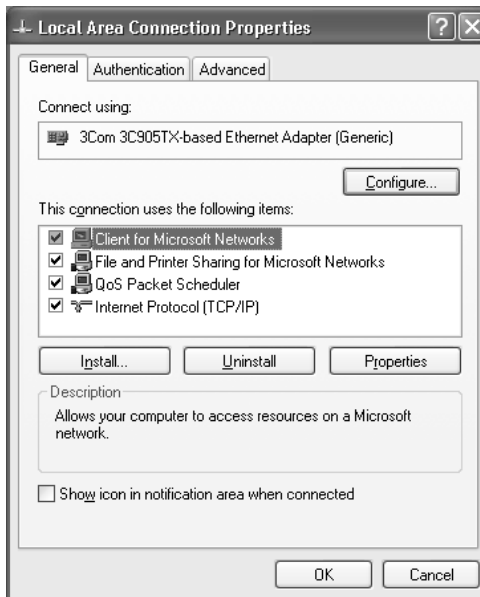 Local Area Connection Properties
General Authentication Advanced
Connect using:
3Com 3C905TX-based Ethernet Adapter (Generic)
Configure...
This connection uses the following items:
Client for Microsoft Networks
File and Printer Sharing for Microsoft Networks
QoS Packet Scheduler
Internet Protocol (TCP/IP)
Install... Uninstall Properties
Description
Allows your computer to access resources on a Microsoft
network.
Show icon in notification area when connected
OK Cancel